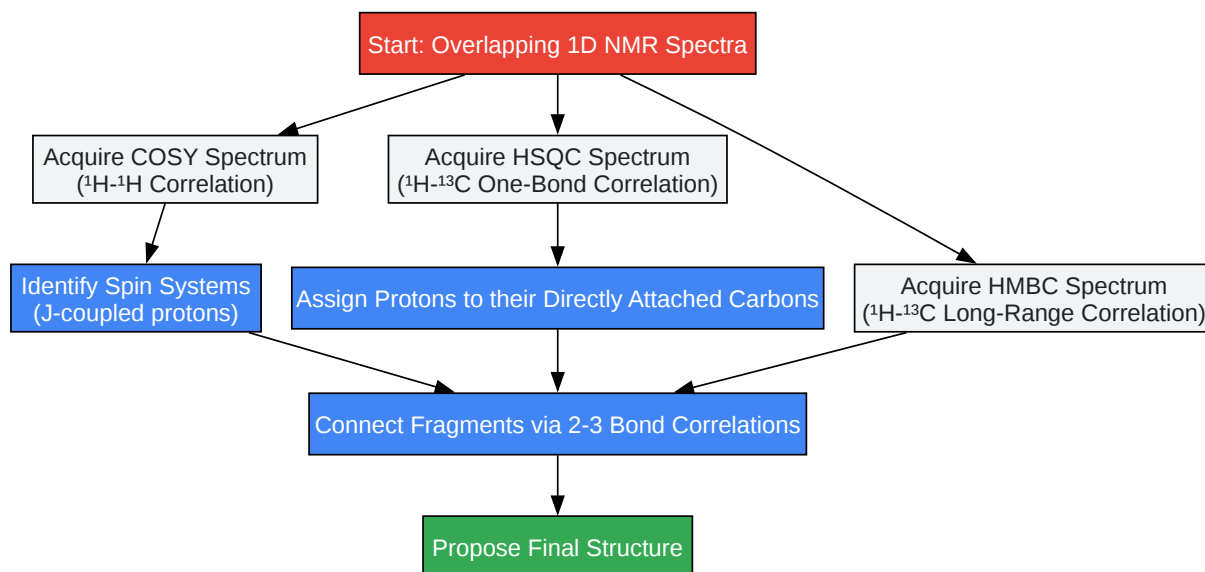 Start: Overlapping 1D NMR Spectra
Acquire COSY Spectrum
(¹H-¹H Correlation)
Acquire HSQC Spectrum
(¹H-¹³C One-Bond Correlation)
Identify Spin Systems
(J-coupled protons)
Assign Protons to their Directly Attached Carbons
Acquire HMBC Spectrum
(¹H-¹³C Long-Range Correlation)
Connect Fragments via 2-3 Bond Correlations
Propose Final Structure